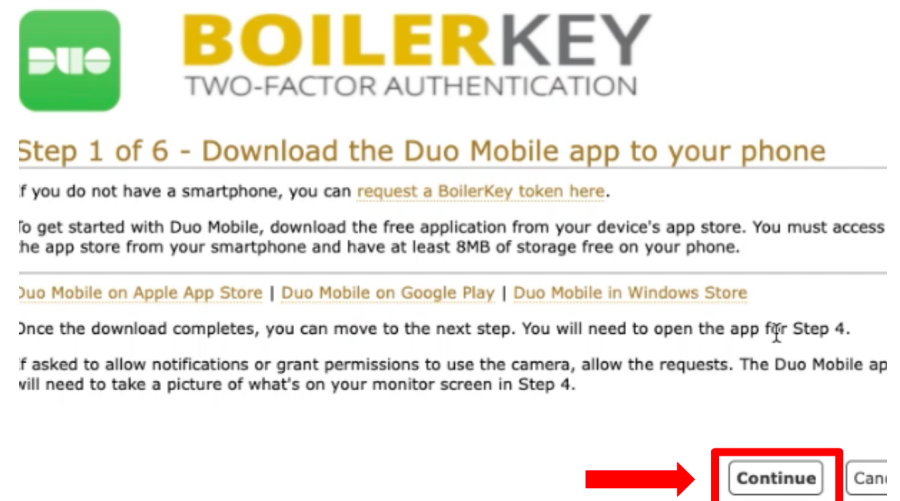 DUO
BOILERKEY
TWO-FACTOR AUTHENTICATION
Step 1 of 6 - Download the Duo Mobile app to your phone
If you do not have a smartphone, you can request a BoilerKey token here.
To get started with Duo Mobile, download the free application from your device's app store. You must access
the app store from your smartphone and have at least 8MB of storage free on your phone.
Duo Mobile on Apple App Store | Duo Mobile on Google Play | Duo Mobile in Windows Store
Once the download completes, you can move to the next step. You will need to open the app for Step 4.
If asked to allow notifications or grant permissions to use the camera, allow the requests. The Duo Mobile ap
will need to take a picture of what's on your monitor screen in Step 4.
Continue Can